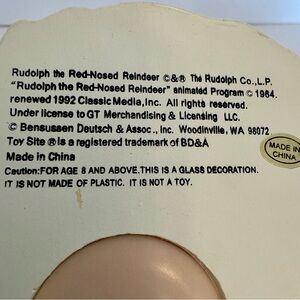 Rudolph the Red-Nosed Reindeer ©&® The Rudolph Co., L.P.
"Rudolph the Red-Nosed Reindeer" animated Program © 1964.
renewed 1992 Classic Media, Inc. All rights reserved.
Under license to GT Merchandising & Licensing LLC.
© Bensussen Deutsch & Assoc., Inc. Woodinville, WA 98072
Toy Site ® is a registered trademark of BD&A
Made in China
Caution:FOR AGE 8 AND ABOVE.THIS IS A GLASS DECORATION.
IT IS NOT MADE OF PLASTIC. IT IS NOT A TOY.
MADE IN
CHINA